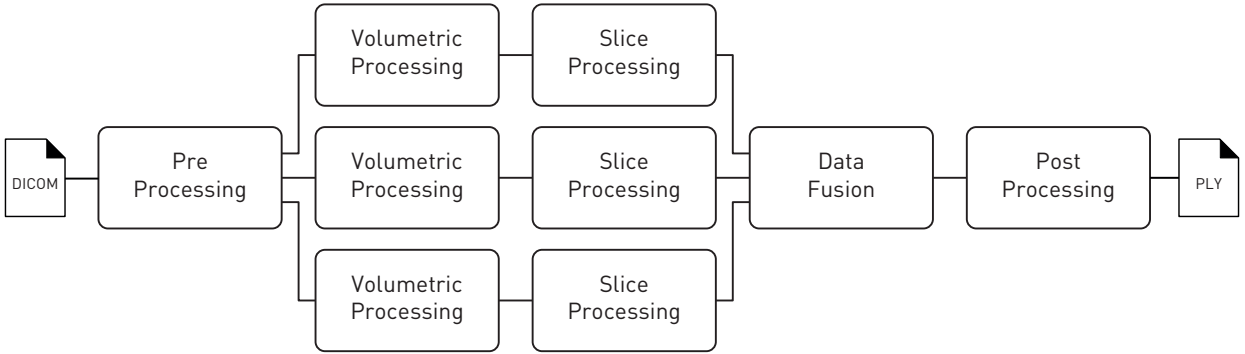 DICOM
Pre
Processing
Volumetric
Processing
Slice
Processing
Volumetric
Processing
Slice
Processing
Volumetric
Processing
Slice
Processing
Data
Fusion
Post
Processing
PLY